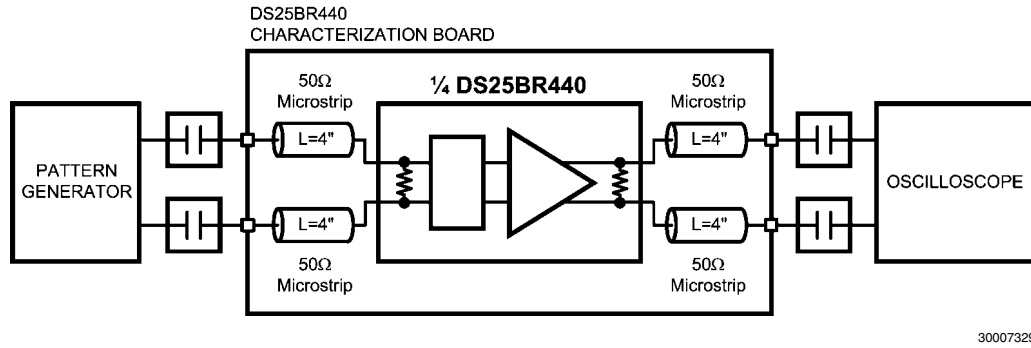 DS25BR440
CHARACTERIZATION BOARD
50Ω
Microstrip
¼ DS25BR440
50Ω
Microstrip
L=4"
L=4"
PATTERN
GENERATOR
OSCILLOSCOPE
L=4"
L=4"
50Ω
Microstrip
50Ω
Microstrip
30007329